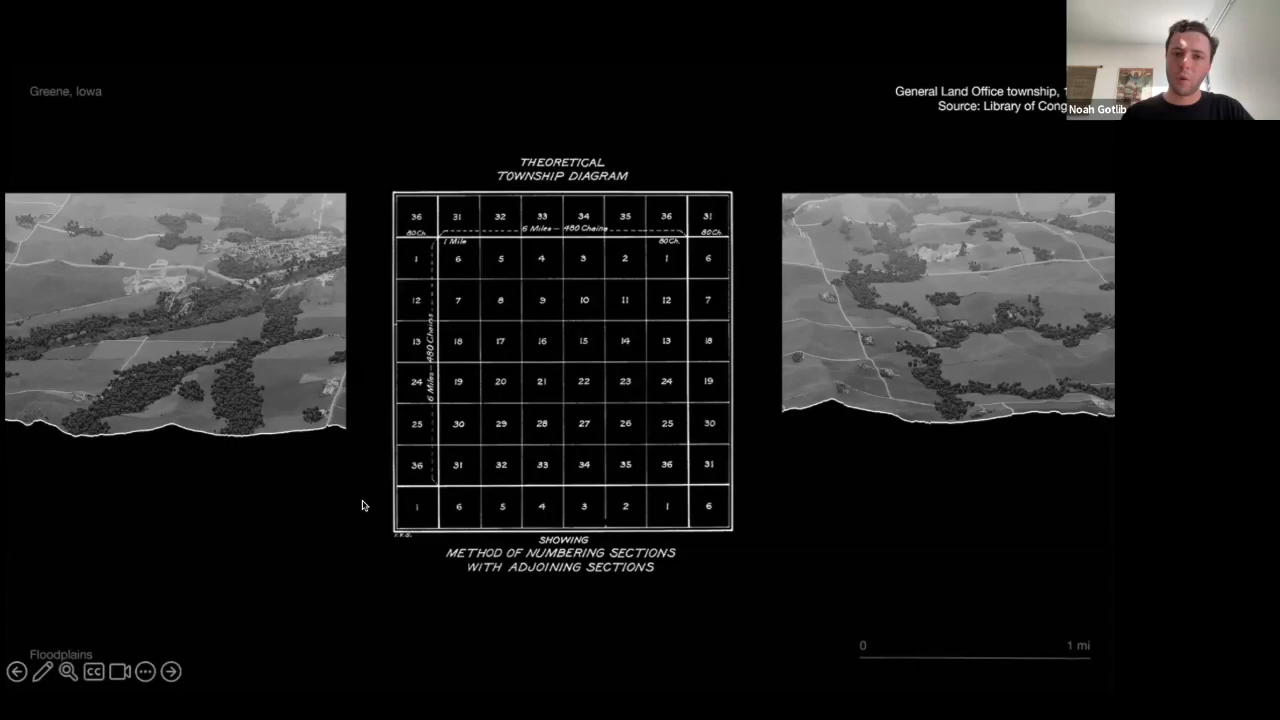 Greene, Iowa
General Land Office township,
Source: Library of Cong
Noah Gotlib
THEORETICAL
TOWNSHIP DIAGRAM
36 31 32 33 34 35 36 31
80 Ch. 6 Miles — 480 Chains 80 Ch.
1 Mile 80 Ch.
1 6 5 4 3 2 1 6
12 7 8 9 10 11 12 7
13 18 17 16 15 14 13 18
6 Miles — 480 Chains
24 19 20 21 22 23 24 19
25 30 29 28 27 26 25 30
36 31 32 33 34 35 36 31
1 6 5 4 3 2 1 6
SHOWING
METHOD OF NUMBERING SECTIONS
WITH ADJOINING SECTIONS
0 1 mi
Floodplains
CC